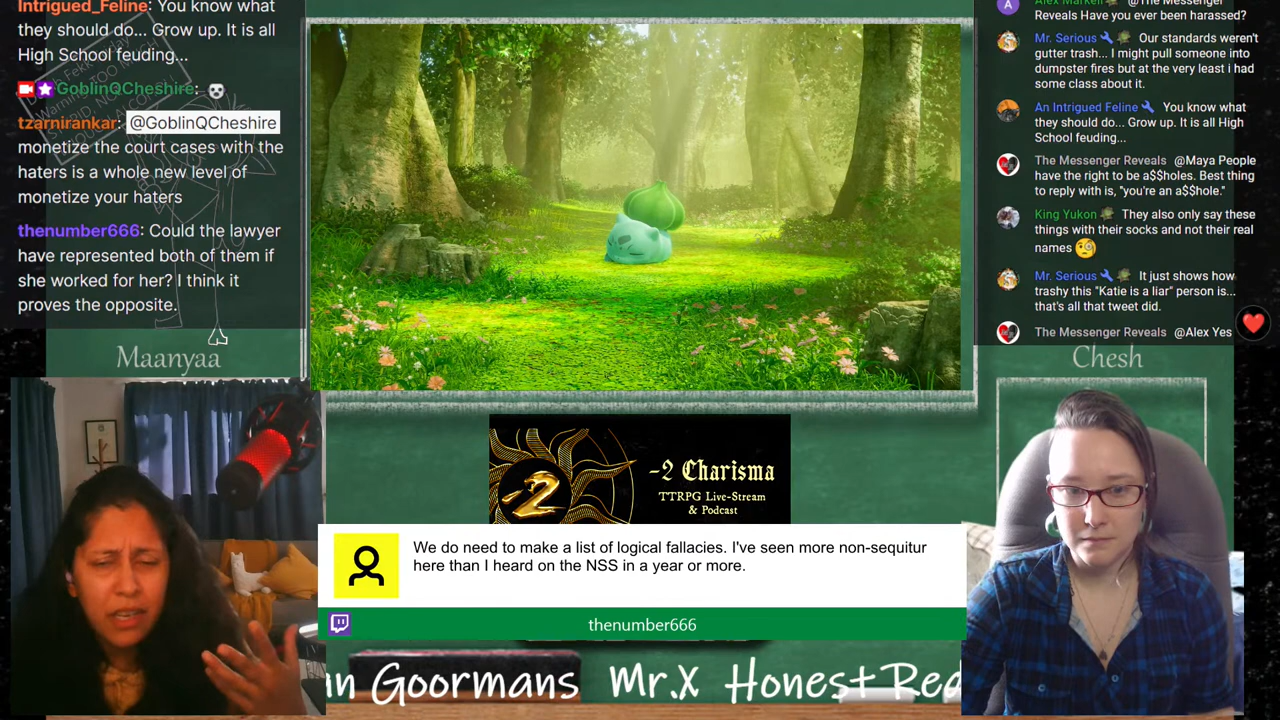 Intrigued_Feline: You know what
they should do... Grow up. It is all
High School feuding...
GoblinQCheshire:
tzarnirankar: @GoblinQCheshire
monetize the court cases with the
haters is a whole new level of
monetize your haters
thenumber666: Could the lawyer
have represented both of them if
she worked for her? I think it
proves the opposite.
Maanyaa
-2 Charisma
TTRPG Live-Stream
& Podcast
-2
We do need to make a list of logical fallacies. I've seen more non-sequitur
here than I heard on the NSS in a year or more.
thenumber666
an Goormans Mr.X Honest Rea
Reveals Have you ever been harassed?
Mr. Serious Our standards weren't
gutter trash... I might pull someone into
dumpster fires but at the very least i had
some class about it.
An Intrigued Feline You know what
they should do... Grow up. It is all High
School feuding...
The Messenger Reveals @Maya People
have the right to be a$$holes. Best thing
to reply with is, "you're an a$$hole."
King Yukon They also only say these
things with their socks and not their real
names
Mr. Serious It just shows how
trashy this "Katie is a liar" person is...
that's all that tweet did.
The Messenger Reveals @Alex Yes
Chesh